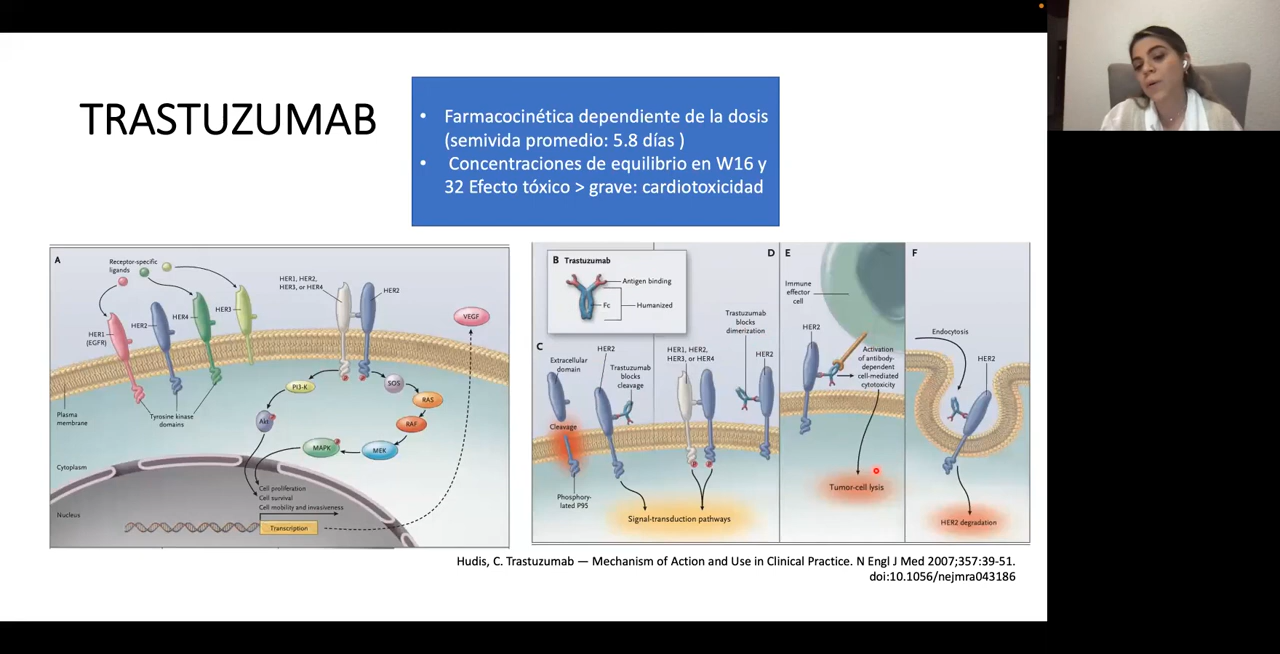 TRASTUZUMAB
• Farmacocinética dependiente de la dosis
(semivida promedio: 5.8 días )
• Concentraciones de equilibrio en W16 y
32 Efecto tóxico > grave: cardiotoxicidad
A
Receptor-specific
ligands
HER1
(EGFR)
HER2
HER4
HER3
HER1, HER2,
HER3, or HER4
HER2
VEGF
PI3-K
SOS
RAS
RAF
Akt
MAPK
MEK
Plasma
membrane
Tyrosine kinase
domains
Cytoplasm
Nucleus
Cell proliferation
Cell survival
Cell mobility and invasiveness
Transcription
B Trastuzumab
Antigen binding
Fc
Humanized
C
Extracellular
domain
HER2
Trastuzumab
blocks
cleavage
Cleavage
Phosphory-
lated P95
D
HER1, HER2,
HER3, or HER4
Trastuzumab
blocks
dimerization
HER2
Signal-transduction pathways
E
Immune
effector
cell
HER2
Activation
of antibody-
dependent
cell-mediated
cytotoxicity
Tumor-cell lysis
F
Endocytosis
HER2
HER2 degradation
Hudis, C. Trastuzumab — Mechanism of Action and Use in Clinical Practice. N Engl J Med 2007;357:39-51.
doi:10.1056/nejmra043186